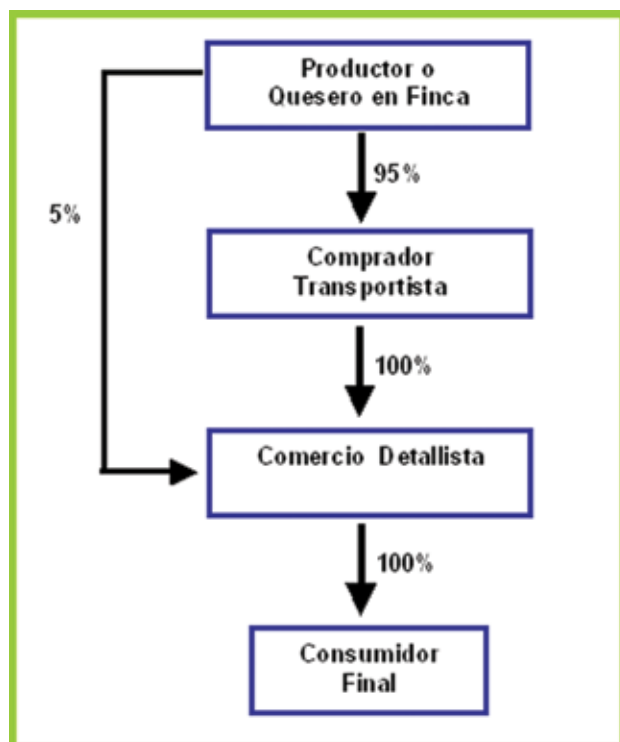 Productor o
Quesero en Finca
95%
5%
Comprador
Transportista
100%
Comercio Detallista
100%
Consumidor
Final